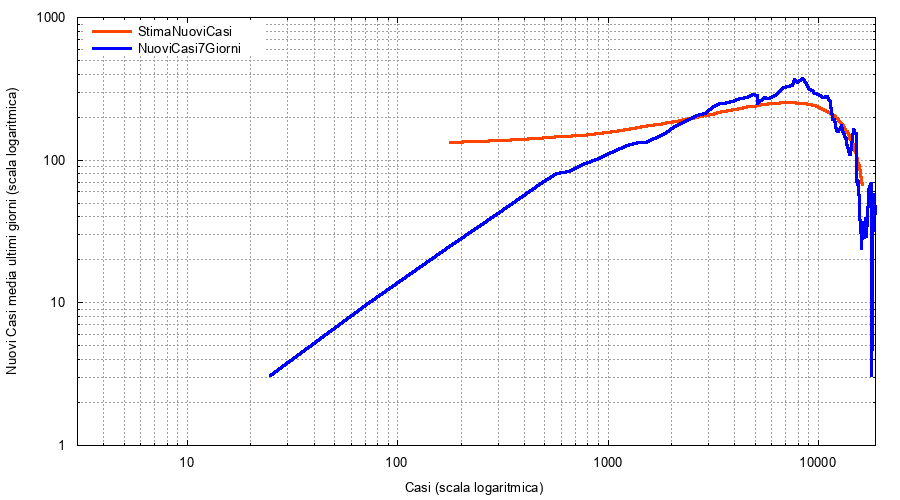 1000
StimaNuoviCasi
NuoviCasi7Giorni
100
10
1
10
100
1000
10000
Nuovi Casi media ultimi giorni (scala logaritmica)
Casi (scala logaritmica)